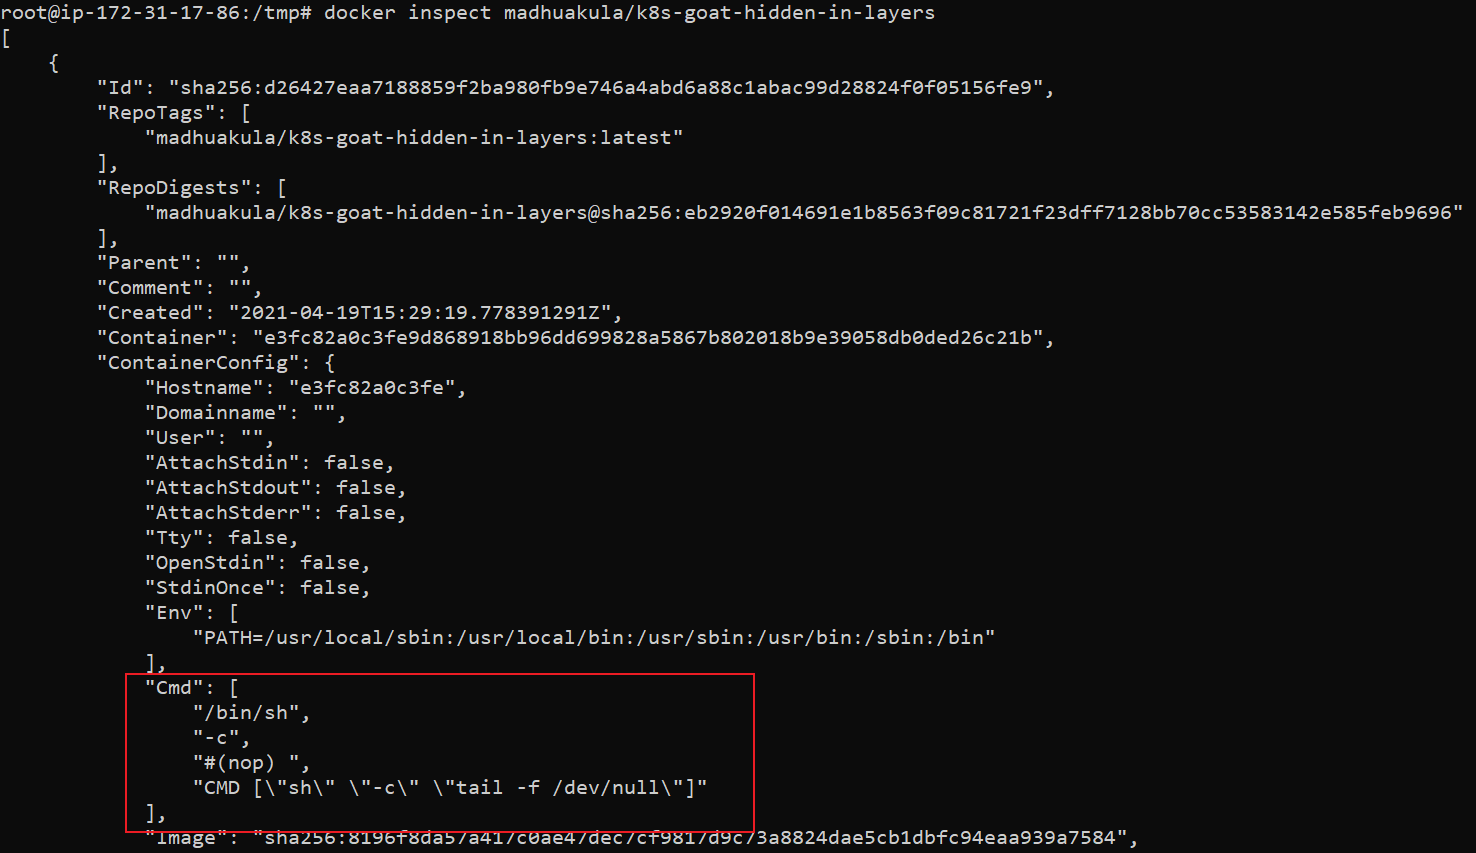 root@ip-172-31-17-86:/tmp# docker inspect madhuakula/k8s-goat-hidden-in-layers
[
    {
        "Id": "sha256:d26427eaa7188859f2ba980fb9e746a4abd6a88c1abac99d28824f0f05156fe9",
        "RepoTags": [
            "madhuakula/k8s-goat-hidden-in-layers:latest"
        ],
        "RepoDigests": [
            "madhuakula/k8s-goat-hidden-in-layers@sha256:eb2920f014691e1b8563f09c81721f23dff7128bb70cc53583142e585feb9696"
        ],
        "Parent": "",
        "Comment": "",
        "Created": "2021-04-19T15:29:19.778391291Z",
        "Container": "e3fc82a0c3fe9d868918bb96dd699828a5867b802018b9e39058db0ded26c21b",
        "ContainerConfig": {
            "Hostname": "e3fc82a0c3fe",
            "Domainname": "",
            "User": "",
            "AttachStdin": false,
            "AttachStdout": false,
            "AttachStderr": false,
            "Tty": false,
            "OpenStdin": false,
            "StdinOnce": false,
            "Env": [
                "PATH=/usr/local/sbin:/usr/local/bin:/usr/sbin:/usr/bin:/sbin:/bin"
            ],
            "Cmd": [
                "/bin/sh",
                "-c",
                "#(nop) ",
                "CMD [\"sh\" \"-c\" \"tail -f /dev/null\"]"
            ],
            "Image": "sha256:8196f8da57a417c0ae47dec7cf9817d9c73a8824dae5cb1dbfc94eaa939a7584",